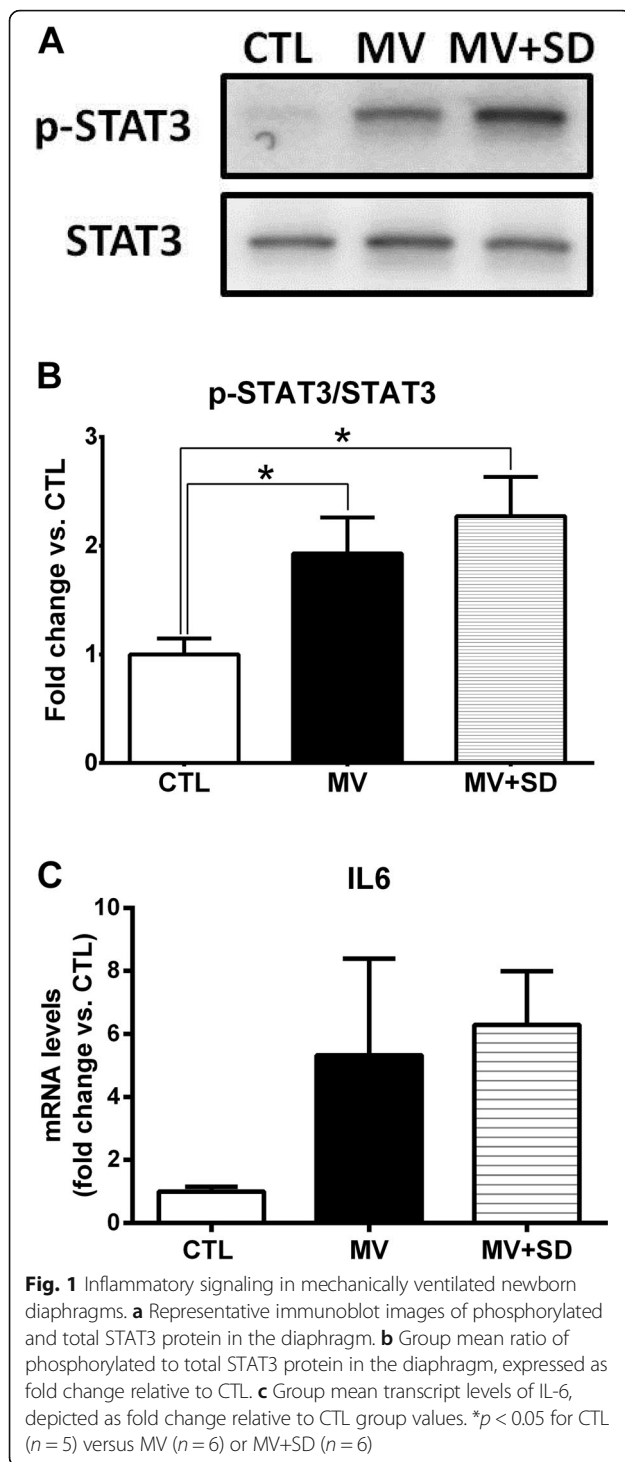 A
CTL MV MV+SD
p-STAT3
STAT3
B
p-STAT3/STAT3
3
2
1
0
Fold change vs. CTL
*
*
CTL MV MV+SD
C
IL6
10
8
6
4
2
0
mRNA levels
(fold change vs. CTL)
CTL MV MV+SD
Fig. 1 Inflammatory signaling in mechanically ventilated newborn
diaphragms. a Representative immunoblot images of phosphorylated
and total STAT3 protein in the diaphragm. b Group mean ratio of
phosphorylated to total STAT3 protein in the diaphragm, expressed as
fold change relative to CTL. c Group mean transcript levels of IL-6,
depicted as fold change relative to CTL group values. *p < 0.05 for CTL
(n = 5) versus MV (n = 6) or MV+SD (n = 6)